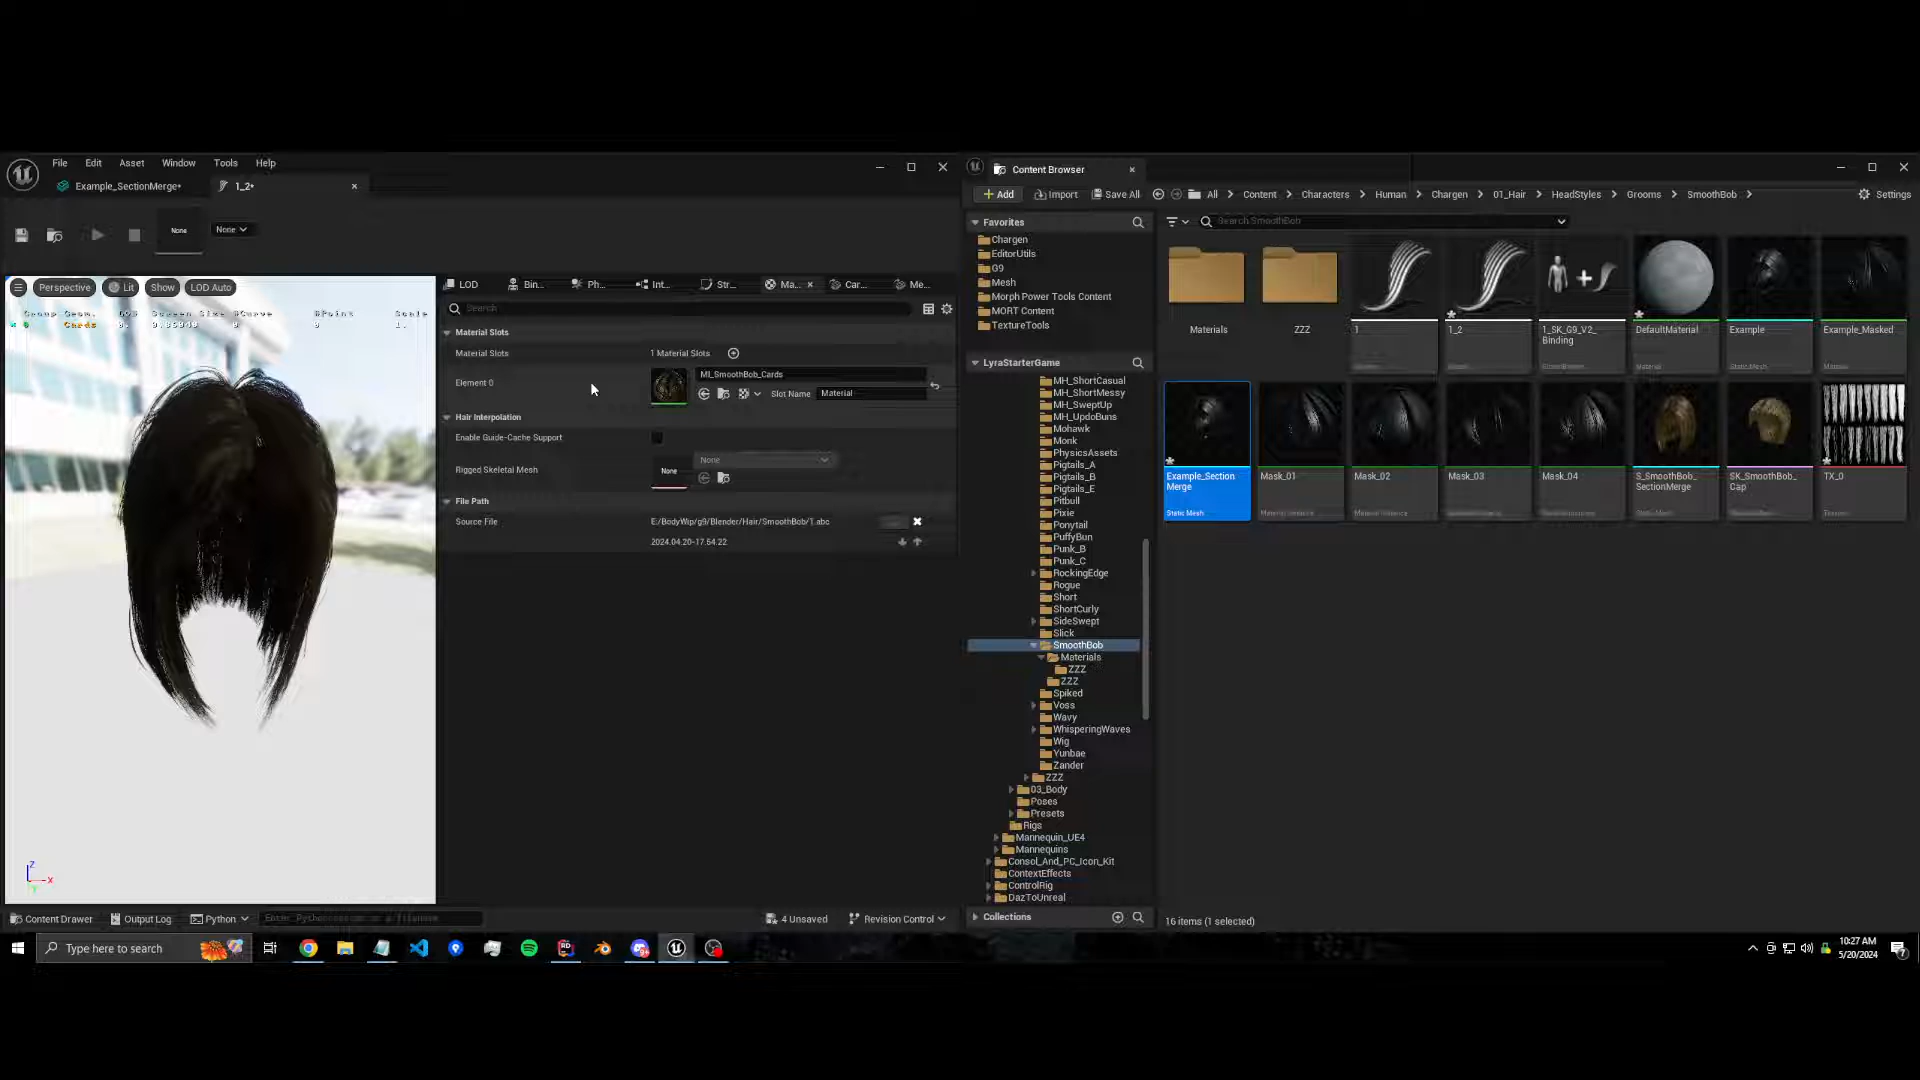 File Edit Asset Window Tools Help
Example_SectionMerge*
1_2*
None
None
Perspective
Lit
Show
LOD Auto
LOD
Bin...
Ph...
Int...
Str...
Ma...
Car...
Me...
Search
Material Slots
Material Slots
1 Material Slots
Element 0
MI_SmoothBob_Cards
Slot Name
Material
Hair Interpolation
Enable Guide-Cache Support
Rigged Skeletal Mesh
None
None
File Path
Source File
E:/BodyWip/g9/Blender/Hair/SmoothBob/1.abc
2024.04.20-17.54.22
Content Drawer
Output Log
Python
4 Unsaved
Revision Control
Content Browser
Add
Import
Save All
All
Content
Characters
Human
Chargen
01_Hair
HeadStyles
Grooms
SmoothBob
Settings
Favorites
Chargen
EditorUtils
G9
Mesh
Morph Power Tools Content
MORT Content
TextureTools
LyraStarterGame
MH_ShortCasual
MH_ShortMessy
MH_SweptUp
MH_UpdoBuns
Mohawk
Monk
PhysicsAssets
Pigtails_A
Pigtails_B
Pigtails_E
Pitbull
Pixie
Ponytail
PuffyBun
Punk_B
Punk_C
RockingEdge
Rogue
Short
ShortCurly
SideSwept
Slick
SmoothBob
Materials
ZZZ
ZZZ
Spiked
Voss
Wavy
WhisperingWaves
Wig
Yunbae
Zander
ZZZ
03_Body
Poses
Presets
Rigs
Mannequin_UE4
Mannequins
Consol_And_PC_Icon_Kit
ContextEffects
ControlRig
DazToUnreal
Collections
Search SmoothBob
Materials
ZZZ
1
1_2
1_SK_G9_V2_
Binding
DefaultMaterial
Example
Example_Masked
Example_Section
Merge
Static Mesh
Mask_01
Mask_02
Mask_03
Mask_04
S_SmoothBob_
SectionMerge
SK_SmoothBob_
Cap
TX_0
16 items (1 selected)
Type here to search
10:27 AM
5/20/2024